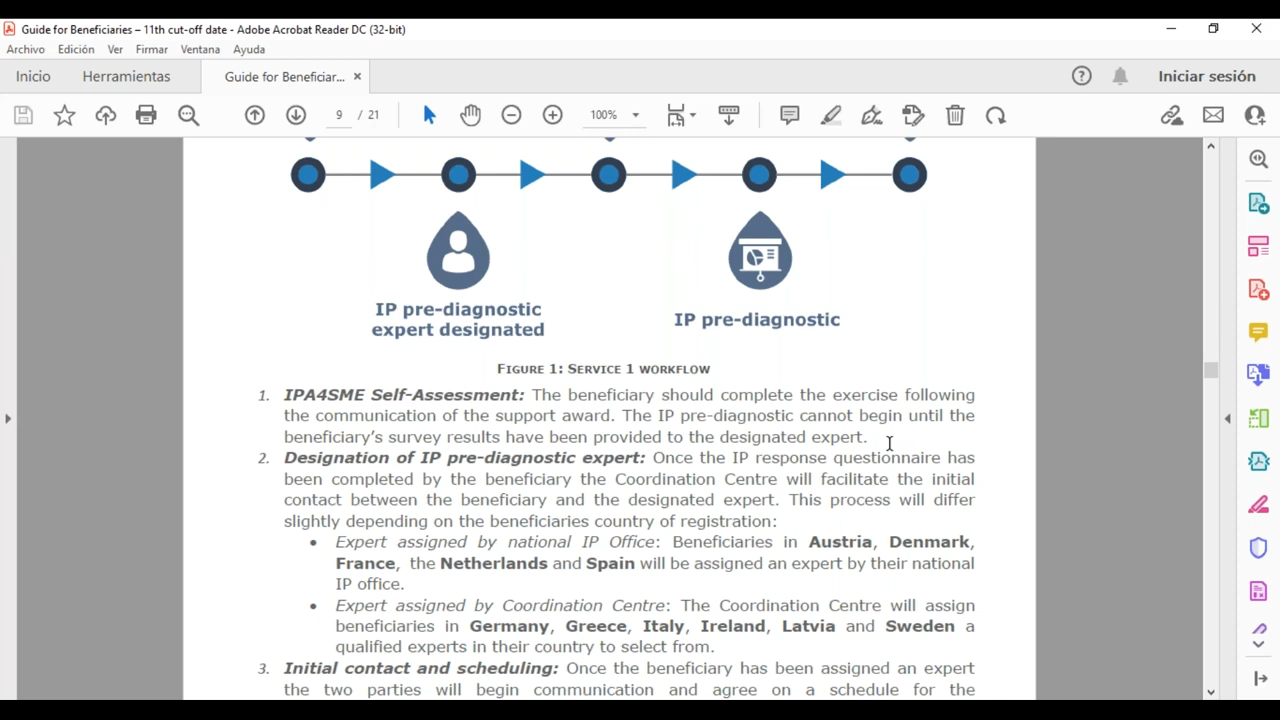 Guide for Beneficiaries – 11th cut-off date - Adobe Acrobat Reader DC (32-bit)
Archivo Edición Ver Firmar Ventana Ayuda
Inicio Herramientas Guide for Beneficiar... × Iniciar sesión
9 / 21 100%
IP pre-diagnostic
expert designated
IP pre-diagnostic
FIGURE 1: SERVICE 1 WORKFLOW
1. IPA4SME Self-Assessment: The beneficiary should complete the exercise following
the communication of the support award. The IP pre-diagnostic cannot begin until the
beneficiary's survey results have been provided to the designated expert.
2. Designation of IP pre-diagnostic expert: Once the IP response questionnaire has
been completed by the beneficiary the Coordination Centre will facilitate the initial
contact between the beneficiary and the designated expert. This process will differ
slightly depending on the beneficiaries country of registration:
• Expert assigned by national IP Office: Beneficiaries in Austria, Denmark,
France, the Netherlands and Spain will be assigned an expert by their national
IP office.
• Expert assigned by Coordination Centre: The Coordination Centre will assign
beneficiaries in Germany, Greece, Italy, Ireland, Latvia and Sweden a
qualified experts in their country to select from.
3. Initial contact and scheduling: Once the beneficiary has been assigned an expert
the two parties will begin communication and agree on a schedule for the